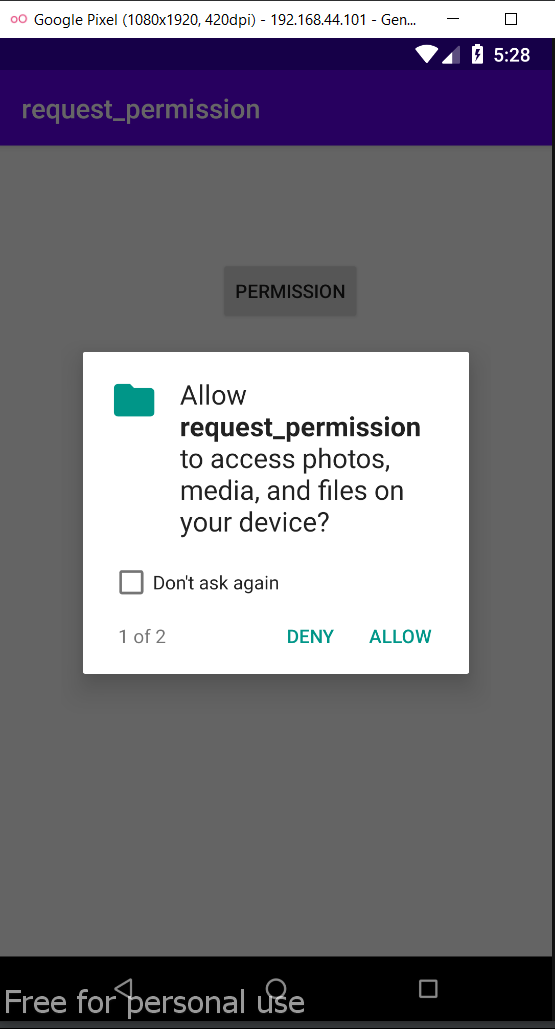 Google Pixel (1080x1920, 420dpi) - 192.168.44.101 - Gen...
5:28
request_permission
PERMISSION
Allow
request_permission
to access photos,
media, and files on
your device?
Don't ask again
1 of 2 DENY ALLOW
Free for personal use